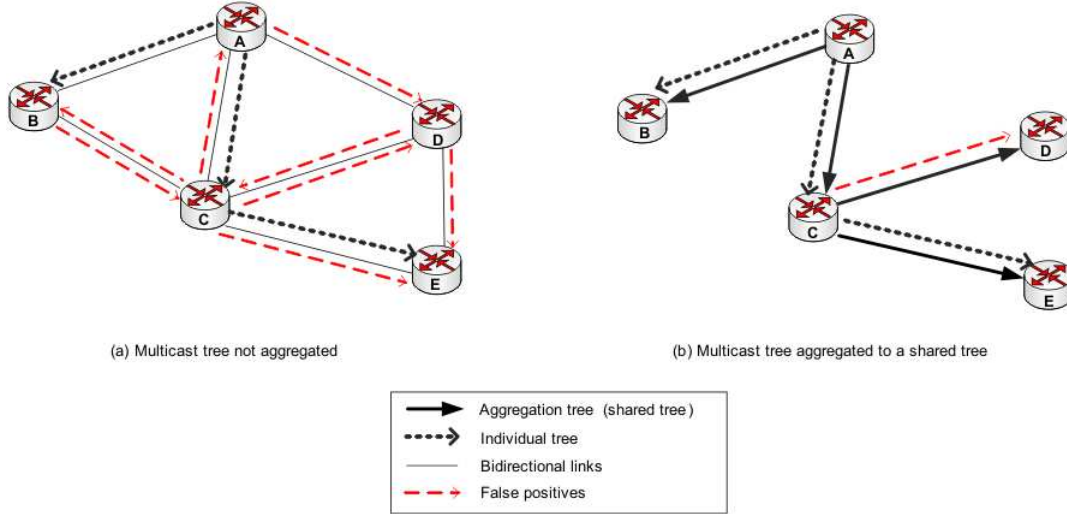 A
B
D
C
E
A
B
D
C
E
(a) Multicast tree not aggregated
(b) Multicast tree aggregated to a shared tree
Aggregation tree (shared tree)
Individual tree
Bidirectional links
False positives